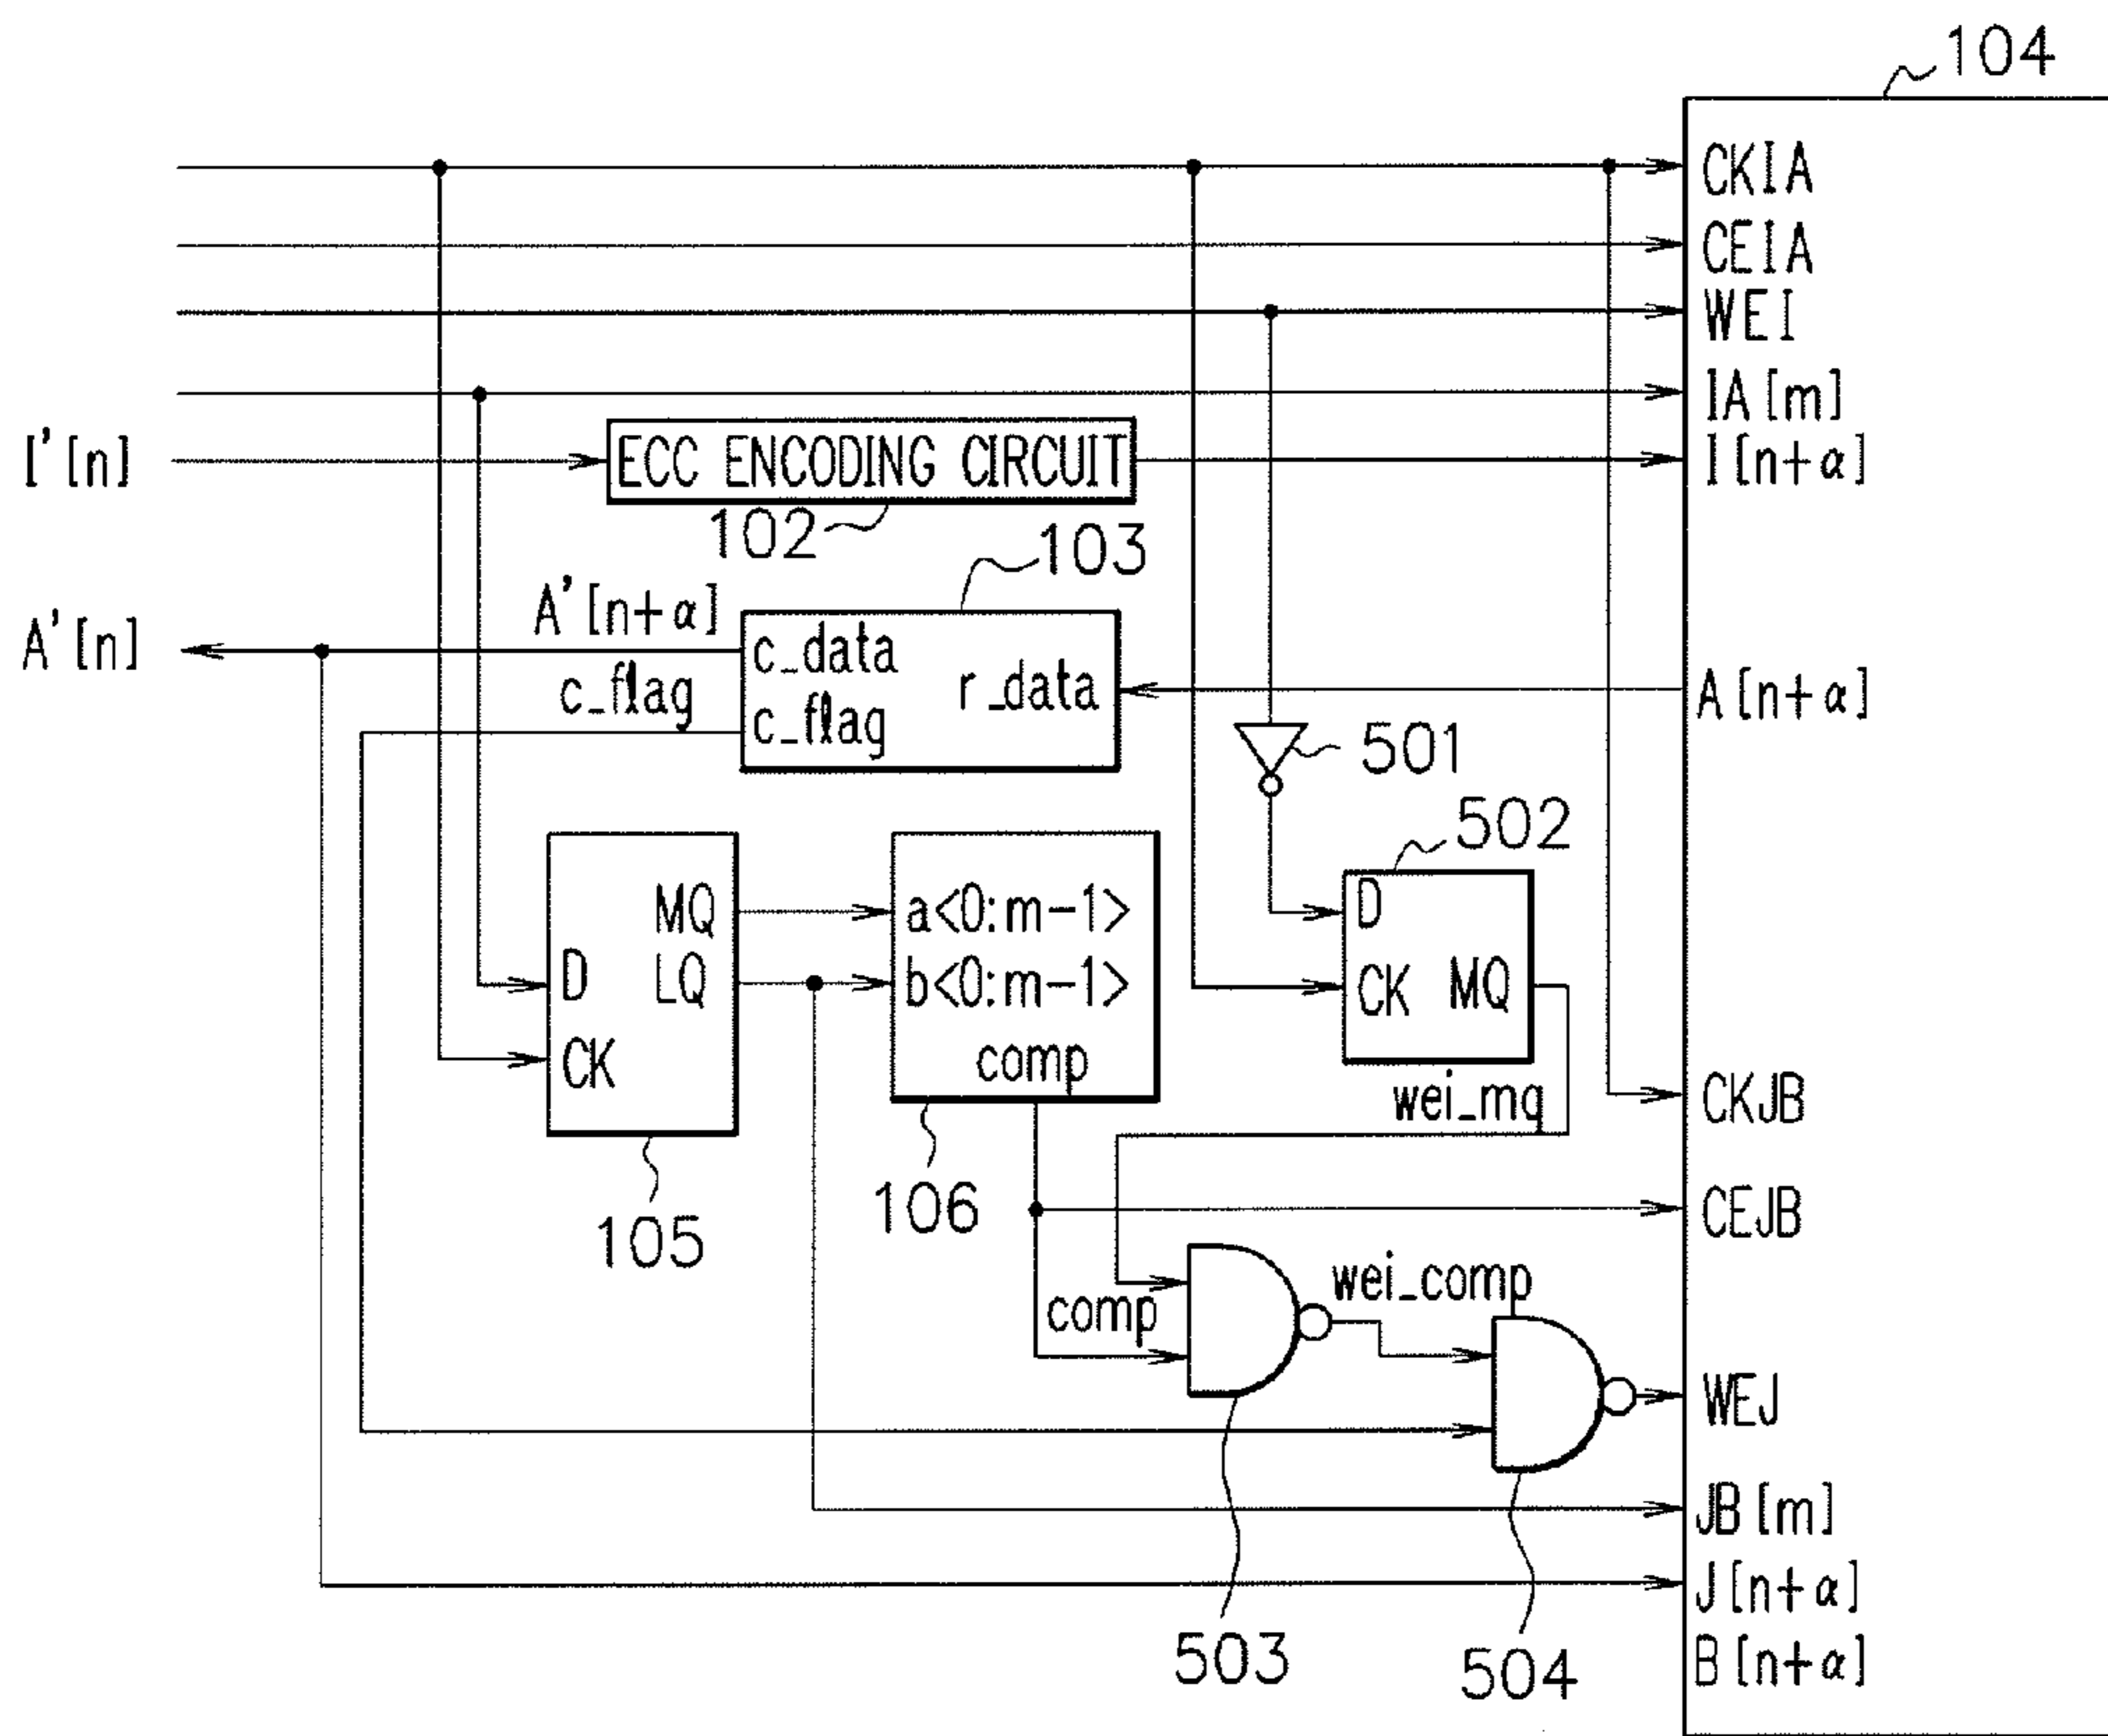 104
CKIA
CEIA
WEI
IA[m]
I'[n]
ECC ENCODING CIRCUIT
I[n+α]
102
103
A'[n]
A'[n+α]
c_data
r_data
A[n+α]
c_flag
c_flag
501
502
MQ
a<0:m-1>
D
D
LQ
b<0:m-1>
CK
MQ
CK
comp
wei_mq
CKJB
105
106
CEJB
comp
wei_comp
WEJ
JB[m]
J[n+α]
503
504
B[n+α]